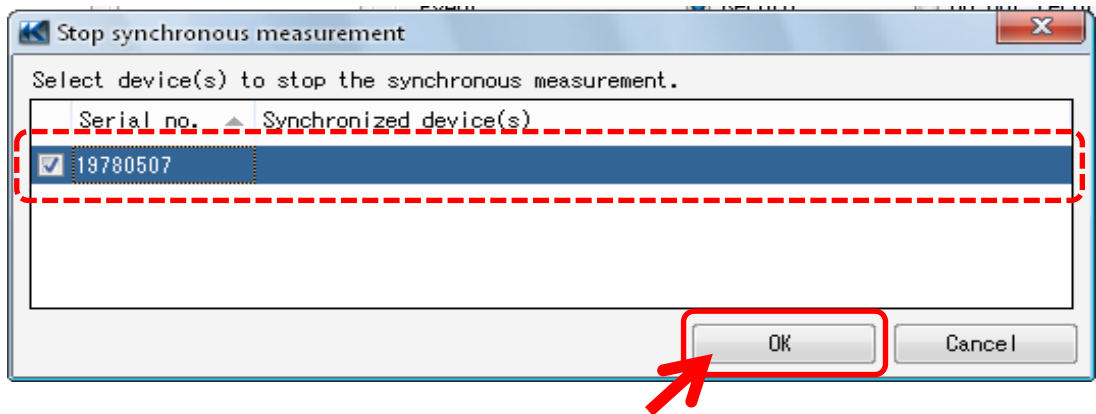 Stop synchronous measurement
Select device(s) to stop the synchronous measurement.
Serial no. Synchronized device(s)
19780507
OK Cancel